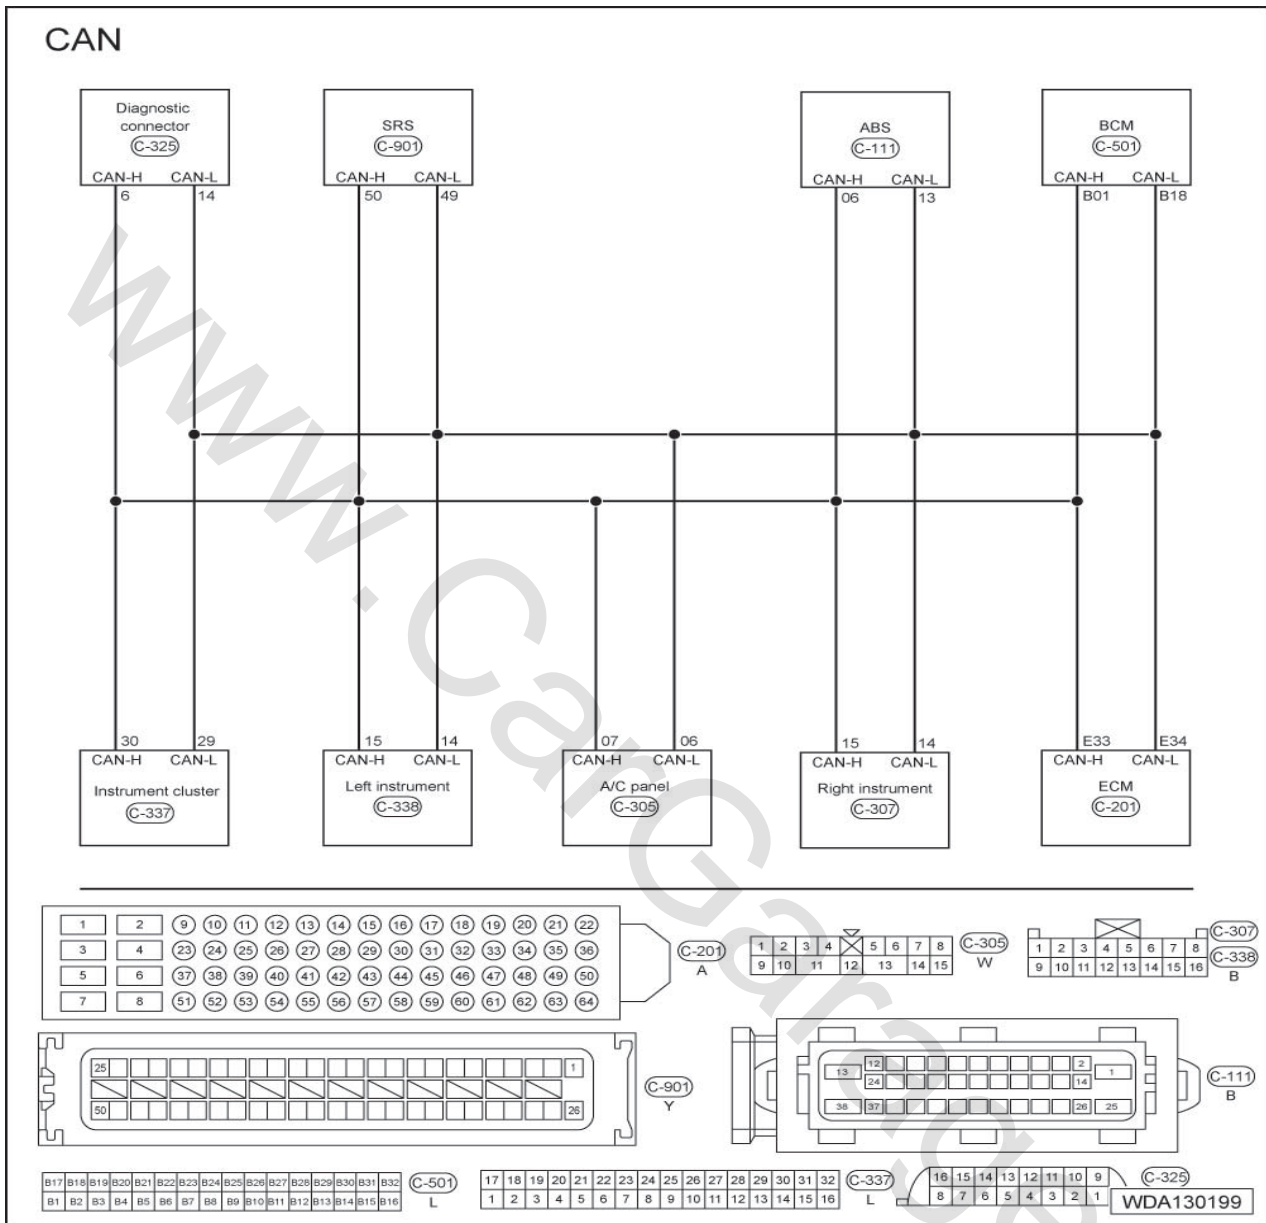 CAN
Diagnostic
connector
C-325
CAN-H CAN-L
6 14
SRS
C-901
CAN-H CAN-L
50 49
ABS
C-111
CAN-H CAN-L
06 13
BCM
C-501
CAN-H CAN-L
B01 B18
30 29
CAN-H CAN-L
Instrument cluster
C-337
15 14
CAN-H CAN-L
Left instrument
C-338
07 06
CAN-H CAN-L
A/C panel
C-305
15 14
CAN-H CAN-L
Right instrument
C-307
E33 E34
CAN-H CAN-L
ECM
C-201
1 2 9 10 11 12 13 14 15 16 17 18 19 20 21 22
3 4 23 24 25 26 27 28 29 30 31 32 33 34 35 36
5 6 37 38 39 40 41 42 43 44 45 46 47 48 49 50
7 8 51 52 53 54 55 56 57 58 59 60 61 62 63 64
C-201
A
1 2 3 4 5 6 7 8
9 10 11 12 13 14 15
C-305
W
1 2 3 4 5 6 7 8
9 10 11 12 13 14 15 16
C-307
C-338
B
25 1
50 26
C-901
Y
12 2
13 1
24 14
38 37 26 25
C-111
B
B17 B18 B19 B20 B21 B22 B23 B24 B25 B26 B27 B28 B29 B30 B31 B32
B1 B2 B3 B4 B5 B6 B7 B8 B9 B10 B11 B12 B13 B14 B15 B16
C-501
L
17 18 19 20 21 22 23 24 25 26 27 28 29 30 31 32
1 2 3 4 5 6 7 8 9 10 11 12 13 14 15 16
C-337
L
16 15 14 13 12 11 10 9
8 7 6 5 4 3 2 1
C-325
WDA130199
www.CarGarage